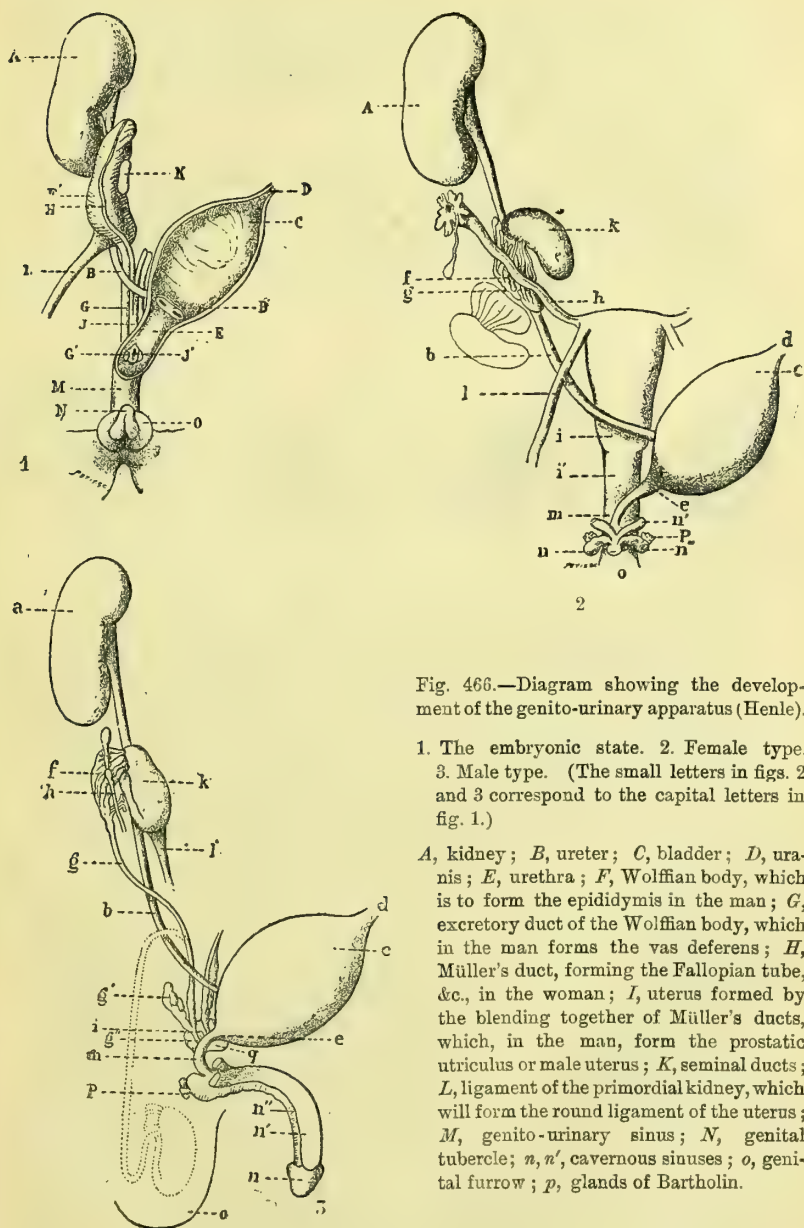 A
K
F'
H
D
C
L
B
B
G
J
E
G'
J'
M
N
o
1
A
k
f
g
h
b
l
d
c
i
i'
e
m
n'
P
n
n''
o
2
a
f
h
k
l
g
b
d
c
g'
i
g''
e
m
q
P
n''
n'
n
o
3
Fig. 466.—Diagram showing the develop-
ment of the genito-urinary apparatus (Henle).
1. The embryonic state. 2. Female type.
3. Male type. (The small letters in figs. 2
and 3 correspond to the capital letters in
fig. 1.)
A, kidney; B, ureter; C, bladder; D, ura-
nis; E, urethra; F, Wolffian body, which
is to form the epididymis in the man; G,
excretory duct of the Wolffian body, which
in the man forms the vas deferens; H,
Müller's duct, forming the Fallopian tube,
&c., in the woman; I, uterus formed by
the blending together of Müller's ducts,
which, in the man, form the prostatic
utriculus or male uterus; K, seminal ducts;
L, ligament of the primordial kidney, which
will form the round ligament of the uterus;
M, genito-urinary sinus; N, genital
tubercle; n, n', cavernous sinuses; o, geni-
tal furrow; p, glands of Bartholin.